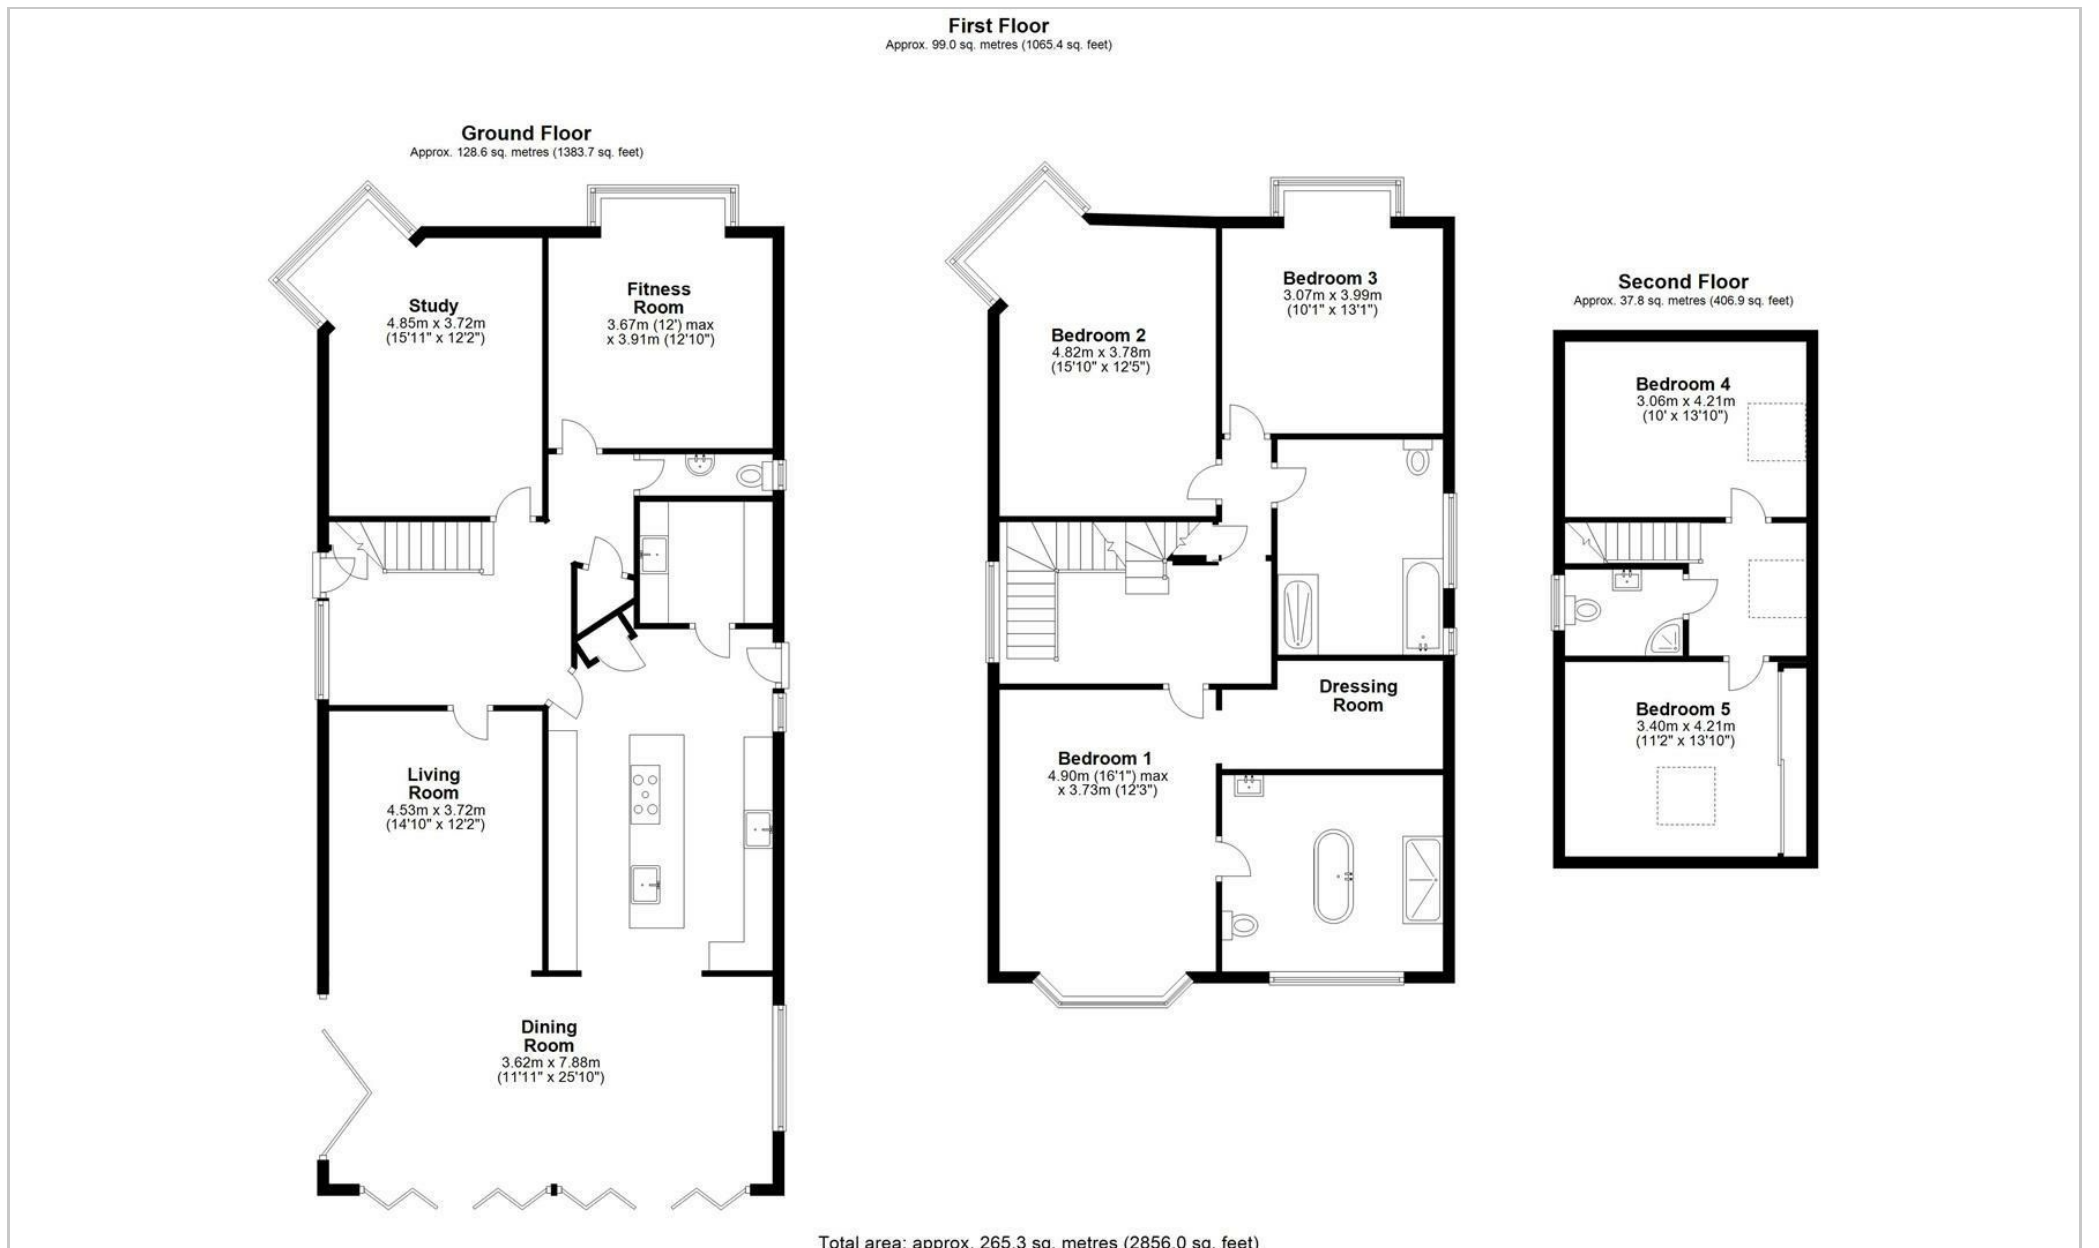 First Floor
Approx. 99.0 sq. metres (1065.4 sq. feet)
Ground Floor
Approx. 128.6 sq. metres (1383.7 sq. feet)
Study
4.85m x 3.72m
(15'11" x 12'2")
Fitness
Room
3.67m (12') max
x 3.91m (12'10")
Living
Room
4.53m x 3.72m
(14'10" x 12'2")
Dining
Room
3.62m x 7.88m
(11'11" x 25'10")
Bedroom 2
4.82m x 3.78m
(15'10" x 12'5")
Bedroom 3
3.07m x 3.99m
(10'1" x 13'1")
Dressing
Room
Bedroom 1
4.90m (16'1") max
x 3.73m (12'3")
Second Floor
Approx. 37.8 sq. metres (406.9 sq. feet)
Bedroom 4
3.06m x 4.21m
(10' x 13'10")
Bedroom 5
3.40m x 4.21m
(11'2" x 13'10")
Total area: approx. 265.3 sq. metres (2856.0 sq. feet)